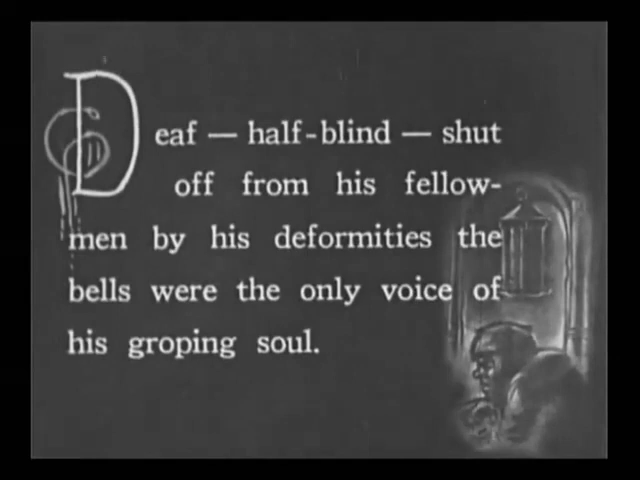 Deaf — half-blind — shut
off from his fellow-
men by his deformities the
bells were the only voice of
his groping soul.